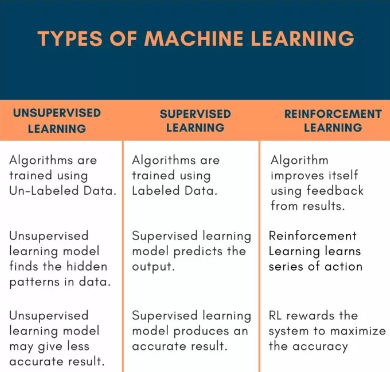 TYPES OF MACHINE LEARNING
UNSUPERVISED
LEARNING
SUPERVISED
LEARNING
REINFORCEMENT
LEARNING
Algorithms are
trained using
Un-Labeled Data.
Algorithms are
trained using
Labeled Data.
Algorithm
improves itself
using feedback
from results.
Unsupervised
learning model
finds the hidden
patterns in data.
Supervised learning
model predicts the
output.
Reinforcement
Learning learns
series of action
Unsupervised
learning model
may give less
accurate result.
Supervised learning
model produces an
accurate result.
RL rewards the
system to maximize
the accuracy